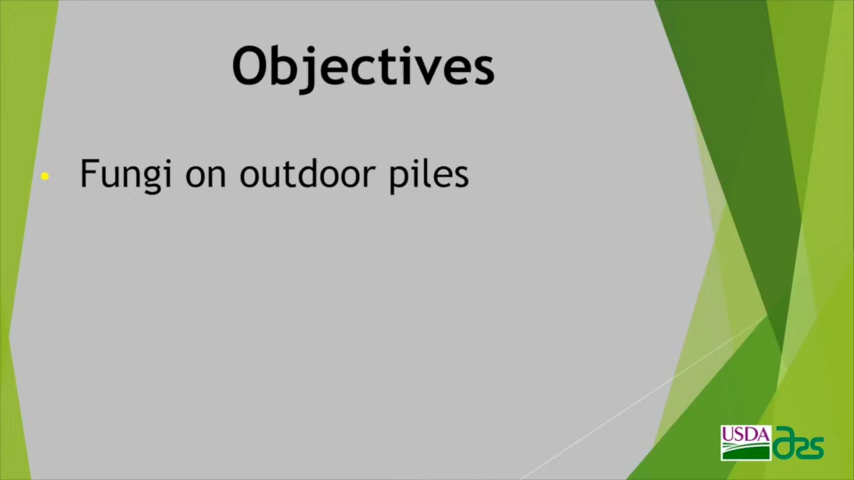 Objectives
• Fungi on outdoor piles
USDA
ars